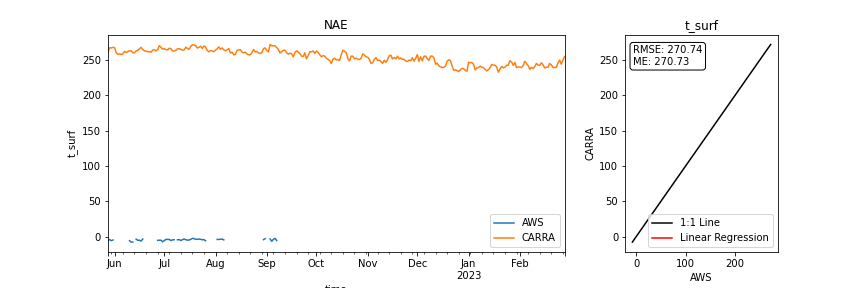 NAE
t_surf
250
200
150
100
50
0
t_surf
AWS
CARRA
Jun
Jul
Aug
Sep
Oct
Nov
Dec
Jan
2023
Feb
time
t_surf
RMSE: 270.74
ME: 270.73
250
200
150
100
50
0
CARRA
1:1 Line
Linear Regression
0
100
200
AWS